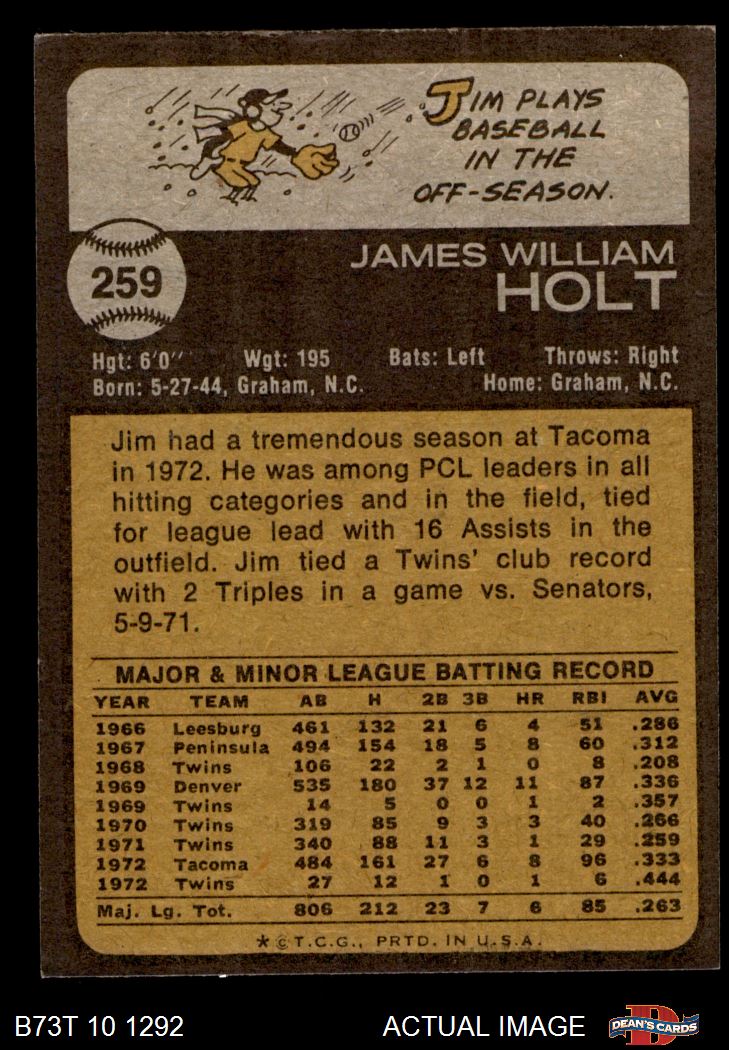 JIM PLAYS
BASEBALL
IN THE
OFF-SEASON.
259
JAMES WILLIAM
HOLT
Hgt: 6'0" Wgt: 195 Bats: Left Throws: Right
Born: 5-27-44, Graham, N.C. Home: Graham, N.C.
Jim had a tremendous season at Tacoma
in 1972. He was among PCL leaders in all
hitting categories and in the field, tied
for league lead with 16 Assists in the
outfield. Jim tied a Twins' club record
with 2 Triples in a game vs. Senators,
5-9-71.
MAJOR & MINOR LEAGUE BATTING RECORD
YEAR TEAM AB H 2B 3B HR RBI AVG
1966 Leesburg 461 132 21 6 4 51 .286
1967 Peninsula 494 154 18 5 8 60 .312
1968 Twins 106 22 2 1 0 8 .208
1969 Denver 535 180 37 12 11 87 .336
1969 Twins 14 5 0 0 1 2 .357
1970 Twins 319 85 9 3 3 40 .266
1971 Twins 340 88 11 3 1 29 .259
1972 Tacoma 484 161 27 6 8 96 .333
1972 Twins 27 12 1 0 1 6 .444
Maj. Lg. Tot. 806 212 23 7 6 85 .263
* © T.C.G., PRTD. IN U.S.A.
B73T 10 1292 ACTUAL IMAGE DEAN'S CARDS